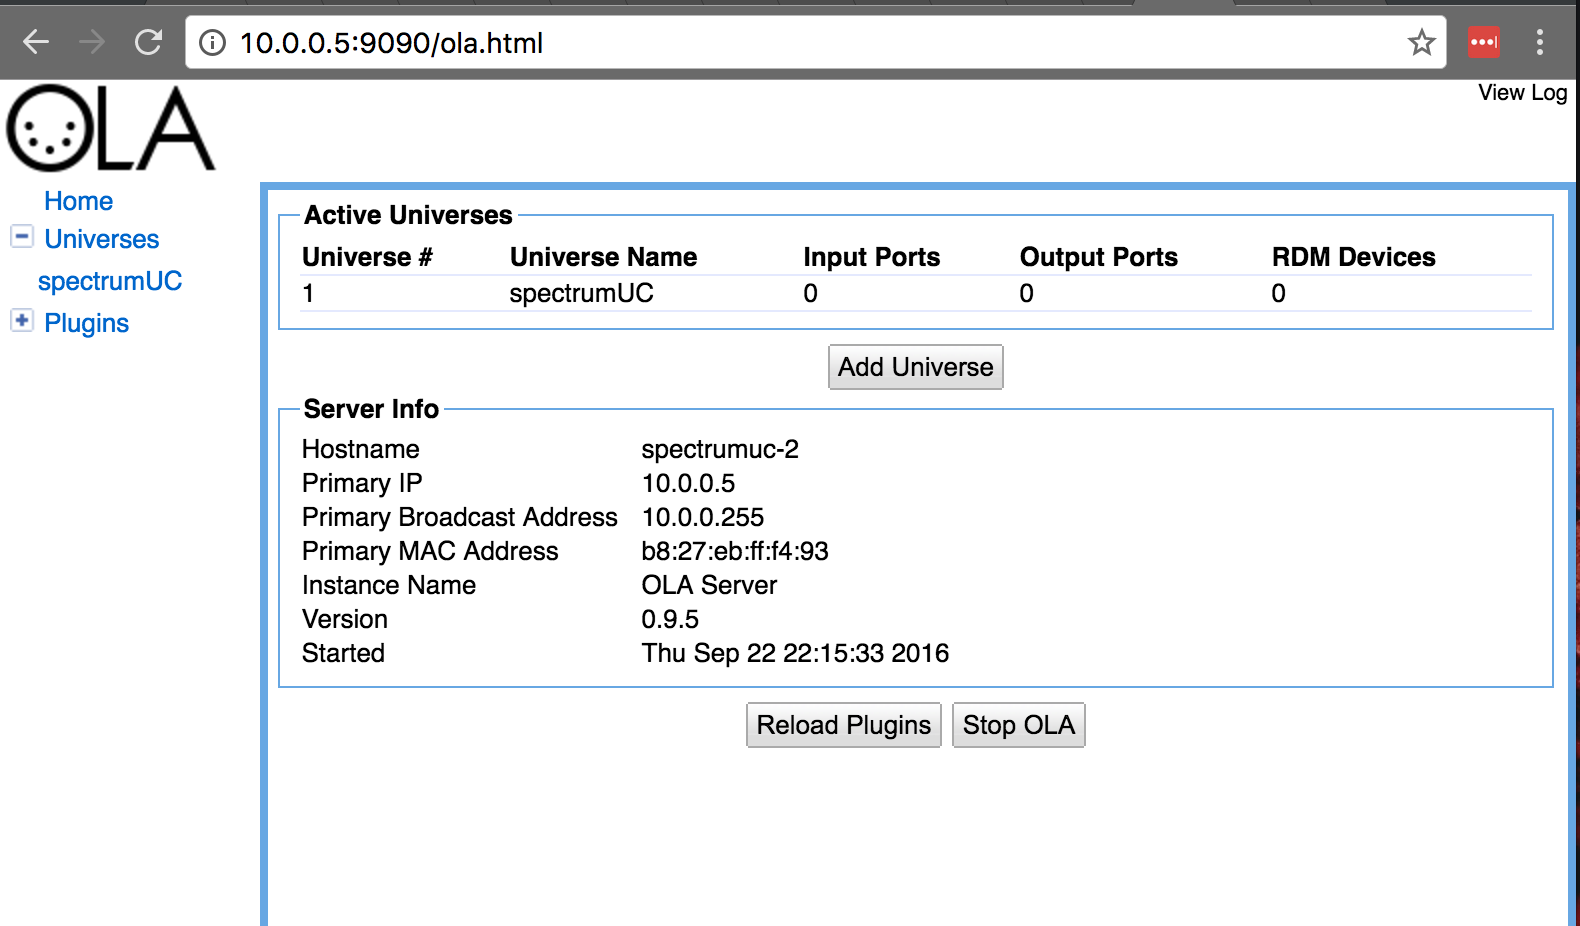 10.0.0.5:9090/ola.html
View Log
OLA
Home
Universes
spectrumUC
Plugins
Active Universes
Universe # Universe Name Input Ports Output Ports RDM Devices
1 spectrumUC 0 0 0
Add Universe
Server Info
Hostname spectrumuc-2
Primary IP 10.0.0.5
Primary Broadcast Address 10.0.0.255
Primary MAC Address b8:27:eb:ff:f4:93
Instance Name OLA Server
Version 0.9.5
Started Thu Sep 22 22:15:33 2016
Reload Plugins Stop OLA